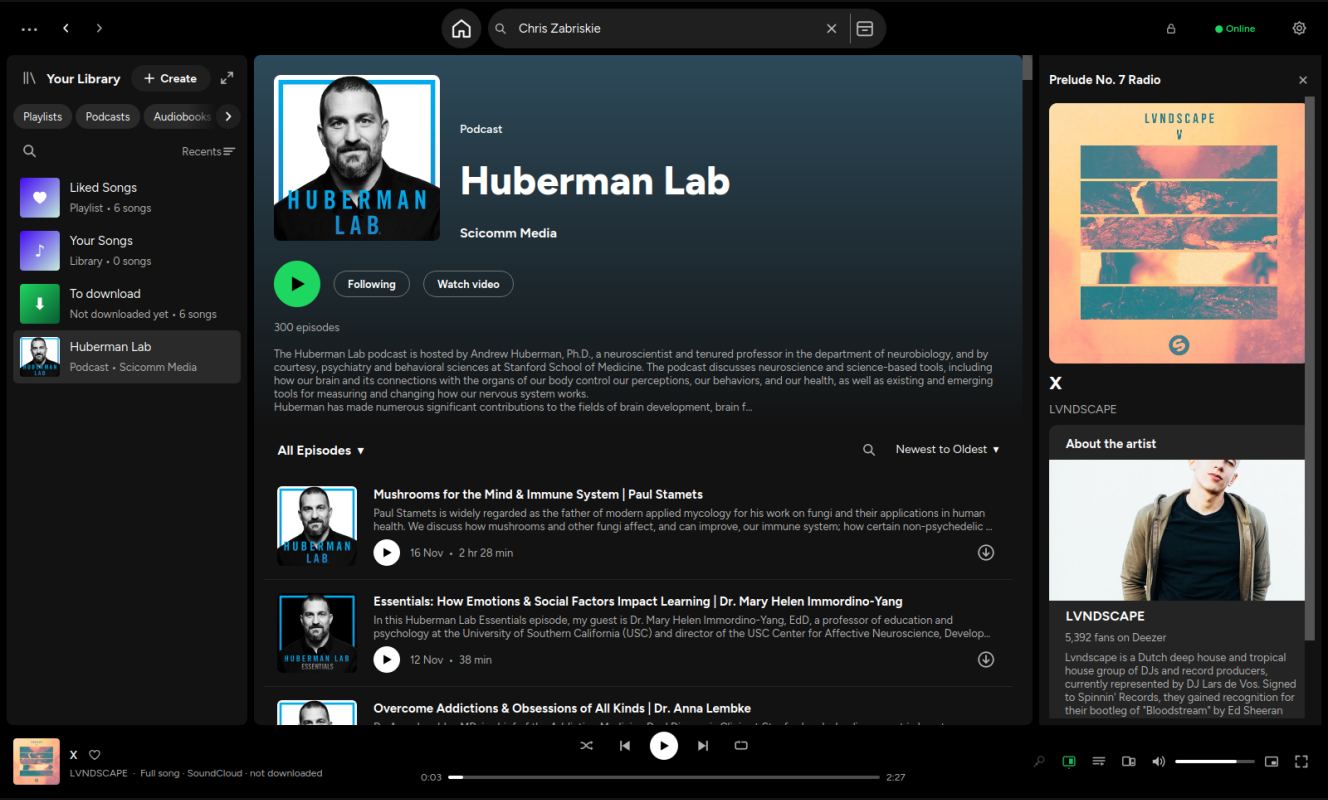 Chris Zabriskie
Online
Your Library
+ Create
Playlists
Podcasts
Audiobooks
Recents
Liked Songs
Playlist • 6 songs
Your Songs
Library • 0 songs
To download
Not downloaded yet • 6 songs
Huberman Lab
Podcast • Scicomm Media
HUBERMAN
LAB
Podcast
Huberman Lab
Scicomm Media
Following
Watch video
300 episodes
The Huberman Lab podcast is hosted by Andrew Huberman, Ph.D., a neuroscientist and tenured professor in the department of neurobiology, and by
courtesy, psychiatry and behavioral sciences at Stanford School of Medicine. The podcast discusses neuroscience and science-based tools, including
how our brain and its connections with the organs of our body control our perceptions, our behaviors, and our health, as well as existing and emerging
tools for measuring and changing how our nervous system works.
Huberman has made numerous significant contributions to the fields of brain development, brain f...
All Episodes
Newest to Oldest
HUBERMAN
LAB
Mushrooms for the Mind & Immune System | Paul Stamets
Paul Stamets is widely regarded as the father of modern applied mycology for his work on fungi and their applications in human
health. We discuss how mushrooms and other fungi affect, and can improve, our immune system; how certain non-psychedelic ...
16 Nov • 2 hr 28 min
HUBERMAN LAB
ESSENTIALS
Essentials: How Emotions & Social Factors Impact Learning | Dr. Mary Helen Immordino-Yang
In this Huberman Lab Essentials episode, my guest is Dr. Mary Helen Immordino-Yang, EdD, a professor of education and
psychology at the University of Southern California (USC) and director of the USC Center for Affective Neuroscience, Develop...
12 Nov • 38 min
Overcome Addictions & Obsessions of All Kinds | Dr. Anna Lembke
Prelude No. 7 Radio
LVNDSCAPE
V
X
LVNDSCAPE
About the artist
LVNDSCAPE
5,392 fans on Deezer
Lvndscape is a Dutch deep house and tropical
house group of DJs and record producers,
currently represented by DJ Lars de Vos. Signed
to Spinnin' Records, they gained recognition for
their bootleg of "Bloodstream" by Ed Sheeran
X
LVNDSCAPE · Full song · SoundCloud · not downloaded
0:03
2:27